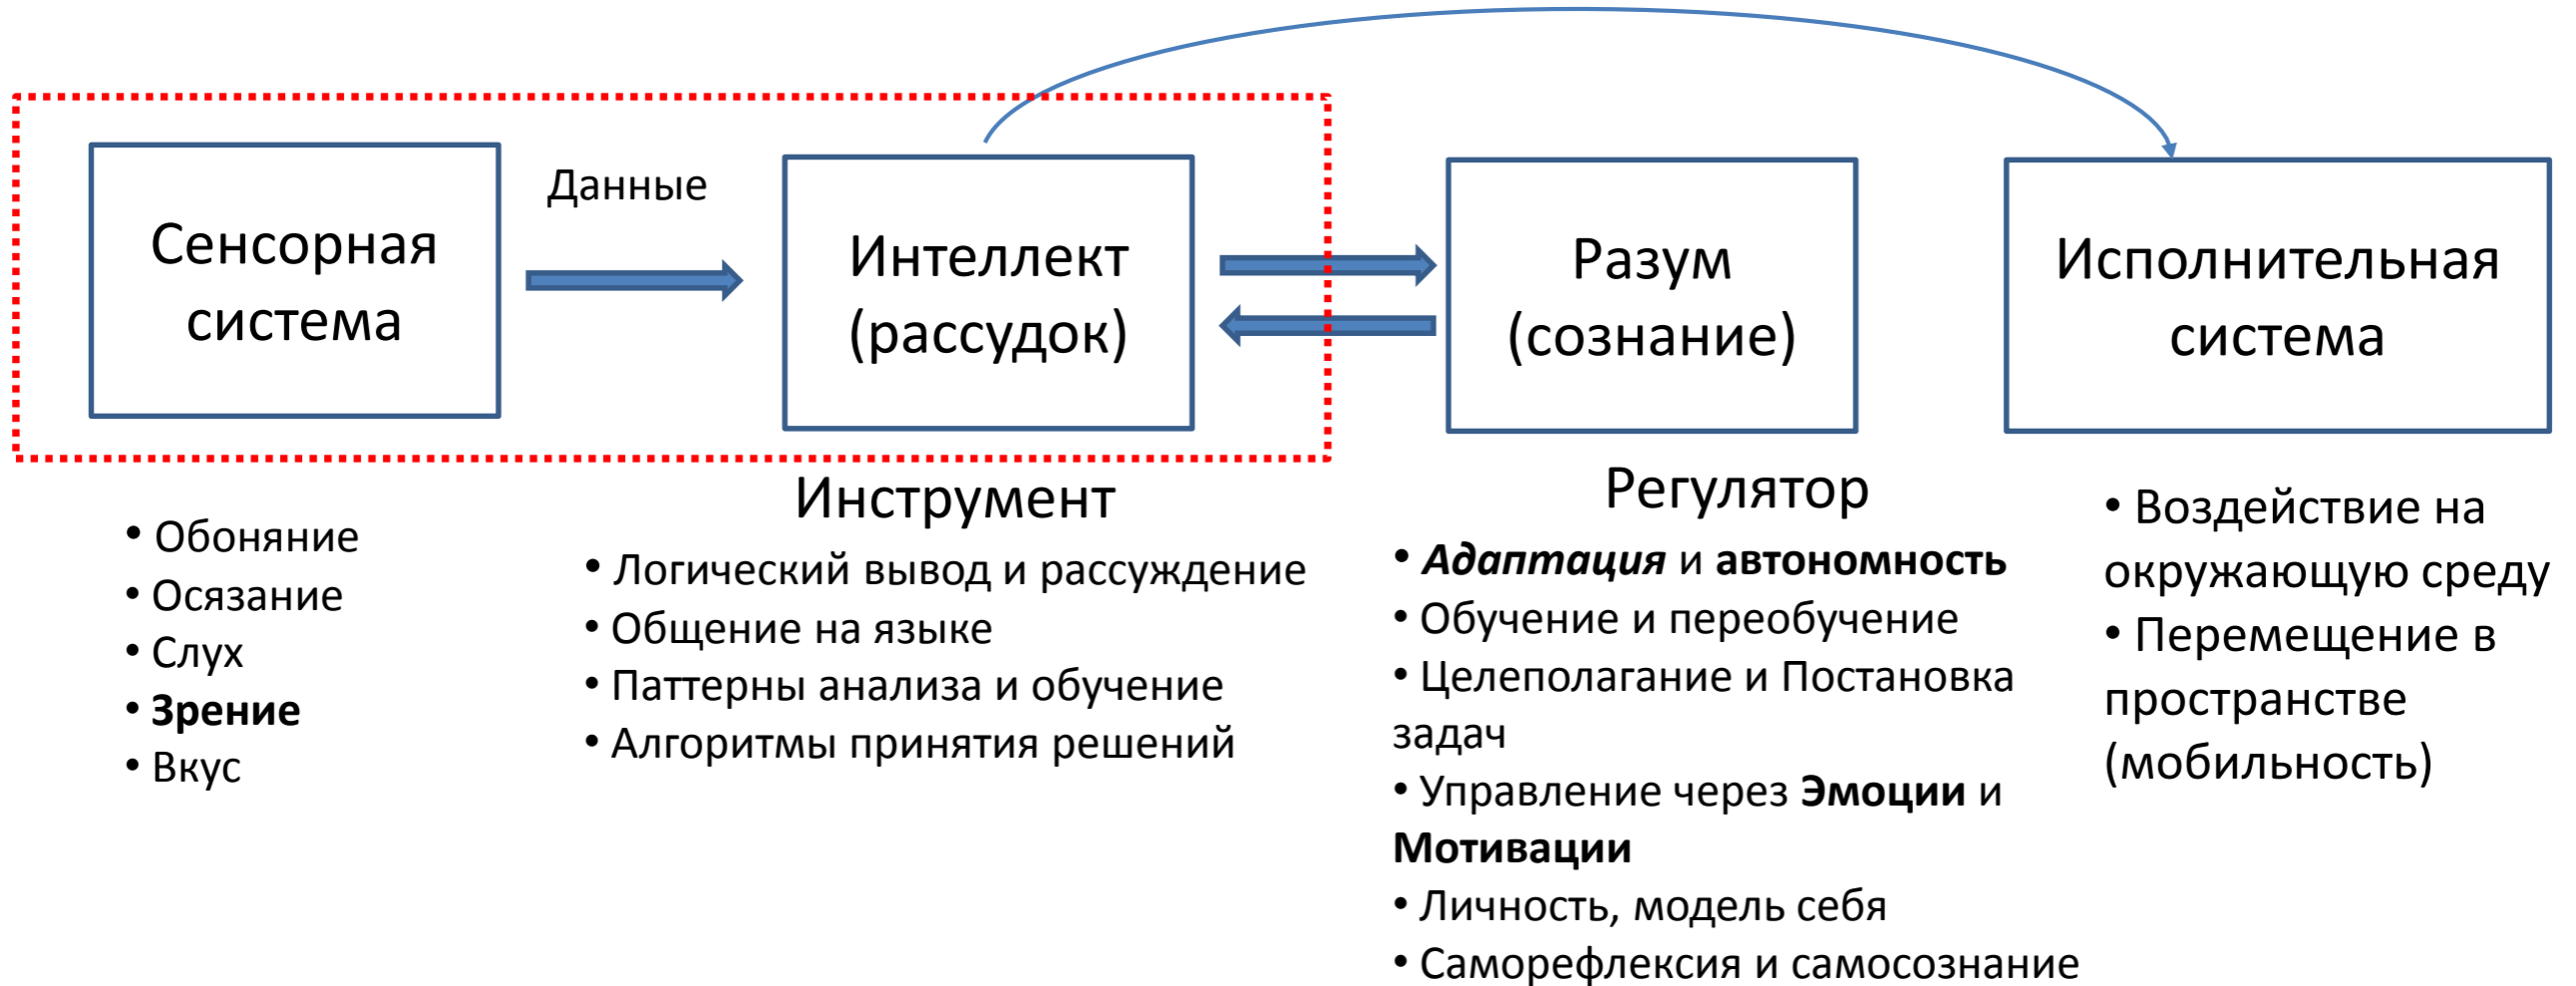 Данные
Сенсорная
система
Интеллект
(рассудок)
Разум
(сознание)
Исполнительная
система
• Обоняние
• Осязание
• Слух
• Зрение
• Вкус
Инструмент
• Логический вывод и рассуждение
• Общение на языке
• Паттерны анализа и обучение
• Алгоритмы принятия решений
Регулятор
• Адаптация и автономность
• Обучение и переобучение
• Целеполагание и Постановка
задач
• Управление через Эмоции и
Мотивации
• Личность, модель себя
• Саморефлексия и самосознание
• Воздействие на
окружающую среду
• Перемещение в
пространстве
(мобильность)